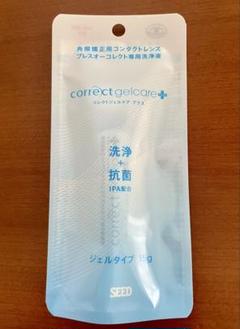 角膜矯正用コンタクトレンズ
ブレスオーコレクト専用洗浄液
corréct gelcare+
コレクトジェルケア プラス
洗浄
+
抗菌
IPA配合
ジェルタイプ 15g
SEED